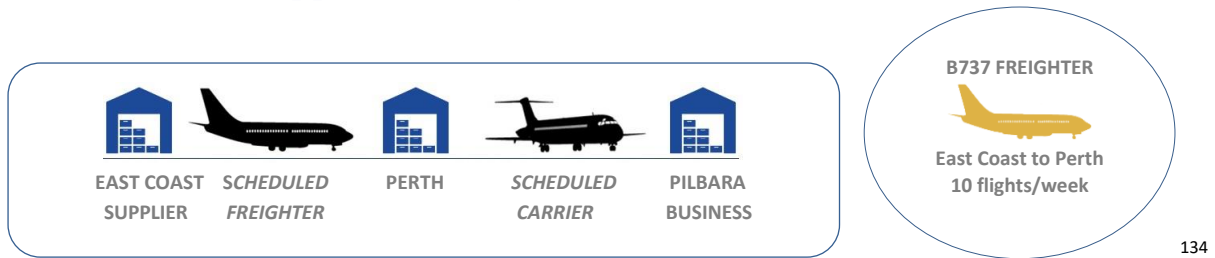 B737 FREIGHTER
East Coast to Perth
10 flights/week
EAST COAST SCHEDULED PERTH SCHEDULED PILBARA
SUPPLIER FREIGHTER CARRIER BUSINESS
134